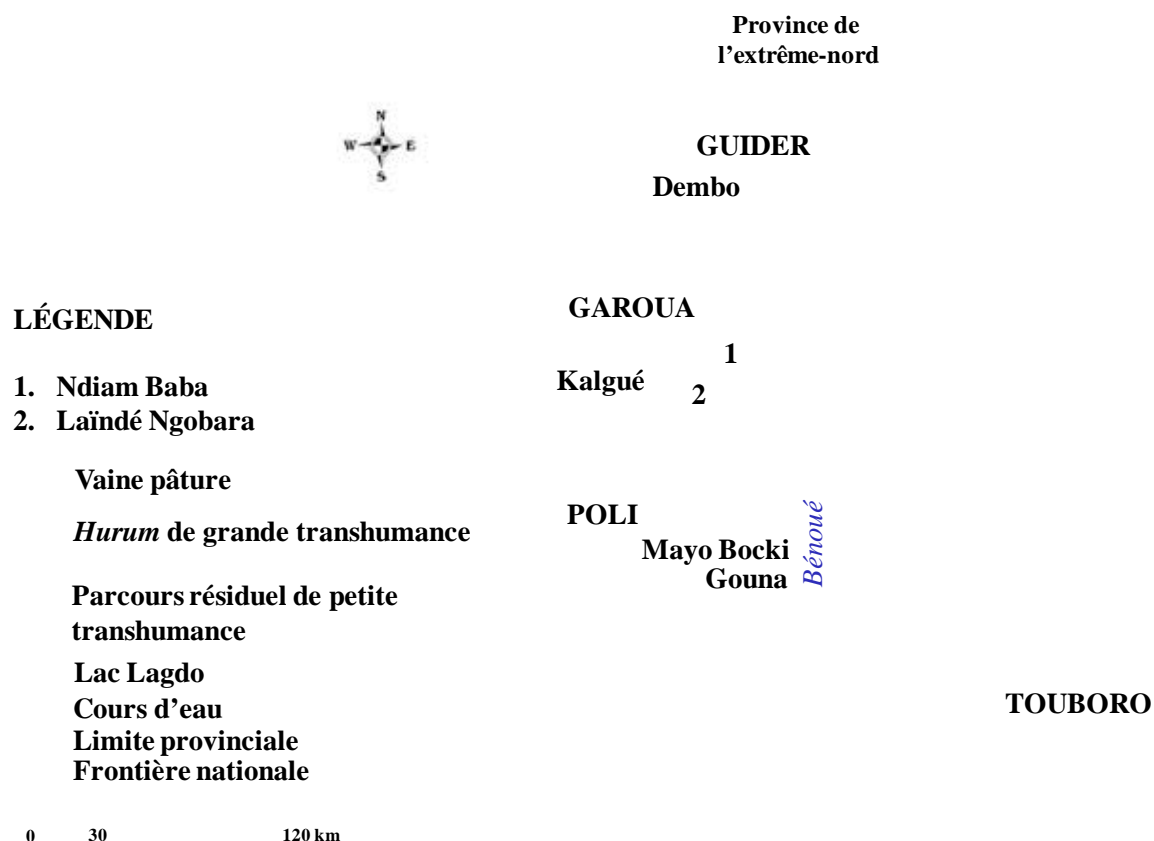 Province de
l'extrême-nord
N
W E
S
GUIDER
Dembo
LÉGENDE
1. Ndiam Baba
2. Laïndé Ngobara
Vaine pâture
Hurum de grande transhumance
Parcours résiduel de petite
transhumance
Lac Lagdo
Cours d'eau
Limite provinciale
Frontière nationale
0 30 120 km
GAROUA
1
Kalgué
2
POLI
Mayo Bocki
Gouna
Bénoué
TOUBORO